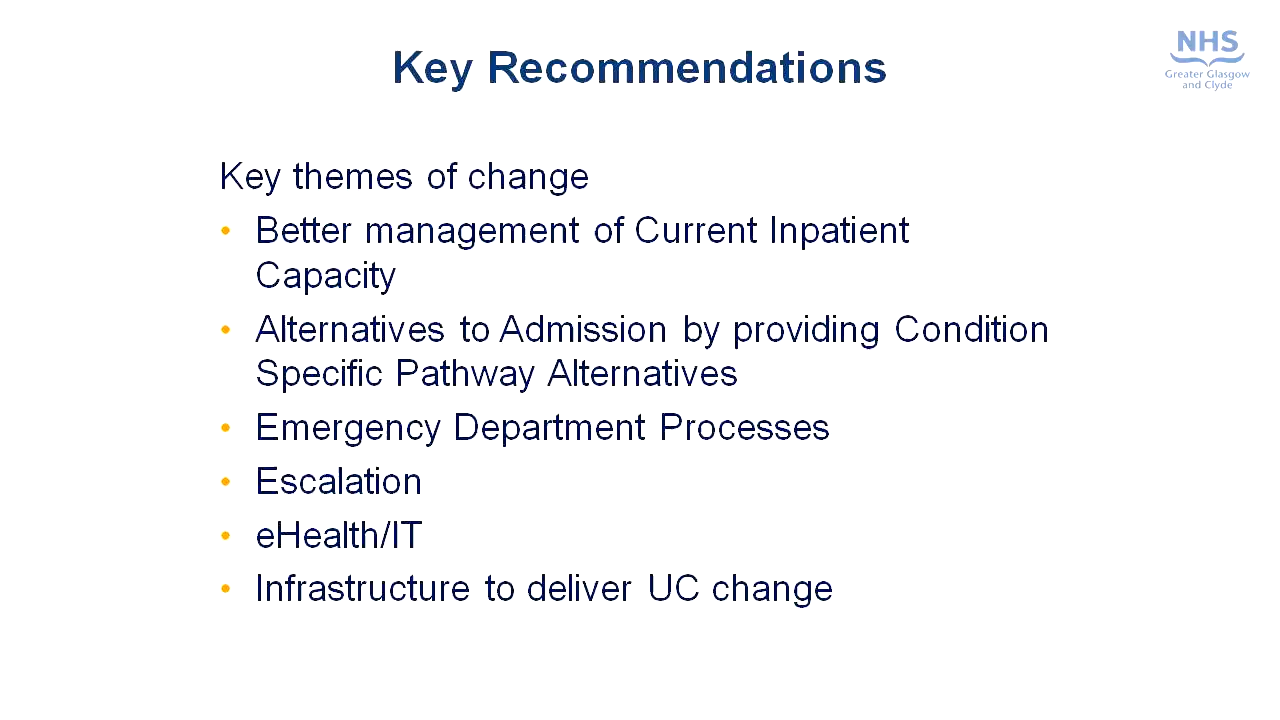 Key Recommendations
NHS
Greater Glasgow
and Clyde
Key themes of change
• Better management of Current Inpatient
Capacity
• Alternatives to Admission by providing Condition
Specific Pathway Alternatives
• Emergency Department Processes
• Escalation
• eHealth/IT
• Infrastructure to deliver UC change